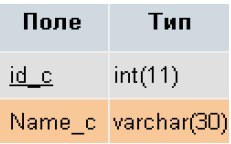 Поле Тип
id_c int(11)
Name_c varchar(30)